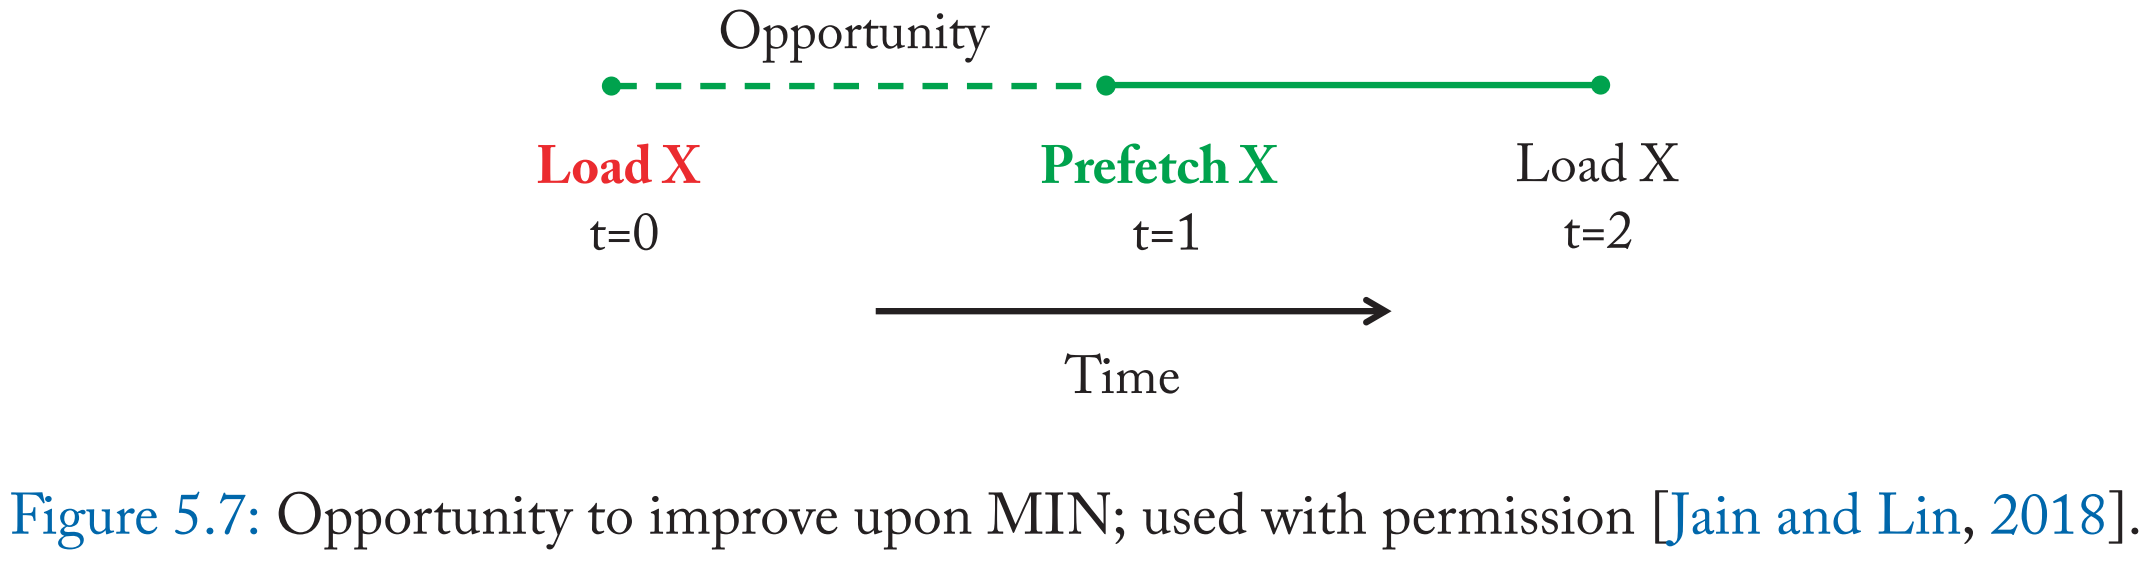 Opportunity
Load X Prefetch X Load X
t=0 t=1 t=2
Time
Figure 5.7: Opportunity to improve upon MIN; used with permission [Jain and Lin, 2018].